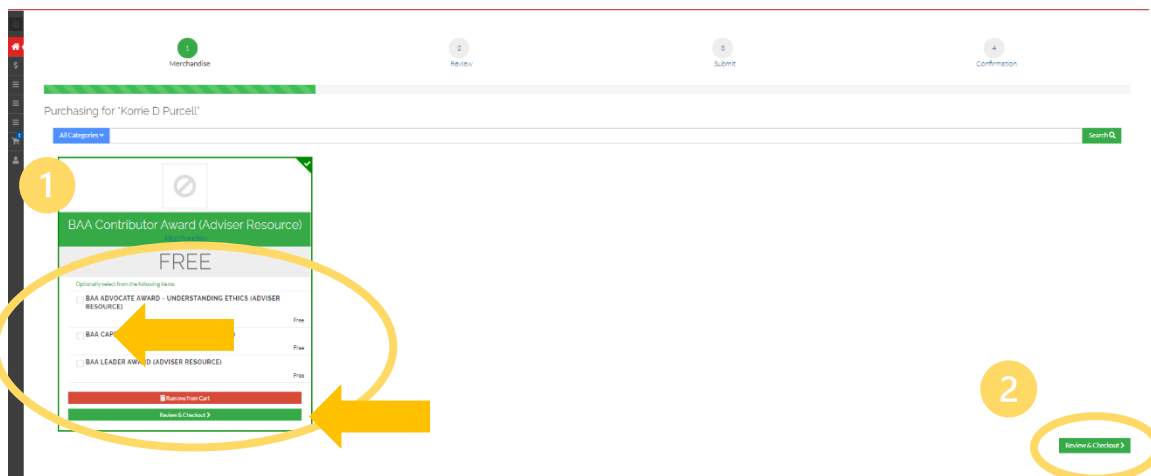 1
2
3
4
Merchandise
Review
Submit
Confirmation
Purchasing for "Korrie D Purcell"
All Categories
Search
1
BAA Contributor Award (Adviser Resource)
FREE
Optionally select from the following items:
BAA ADVOCATE AWARD - UNDERSTANDING ETHICS (ADVISER
RESOURCE)
Free
BAA
Free
BAA LEADER AWARD (ADVISER RESOURCE)
Free
Remove from Cart
Review & Checkout
2
Review & Checkout